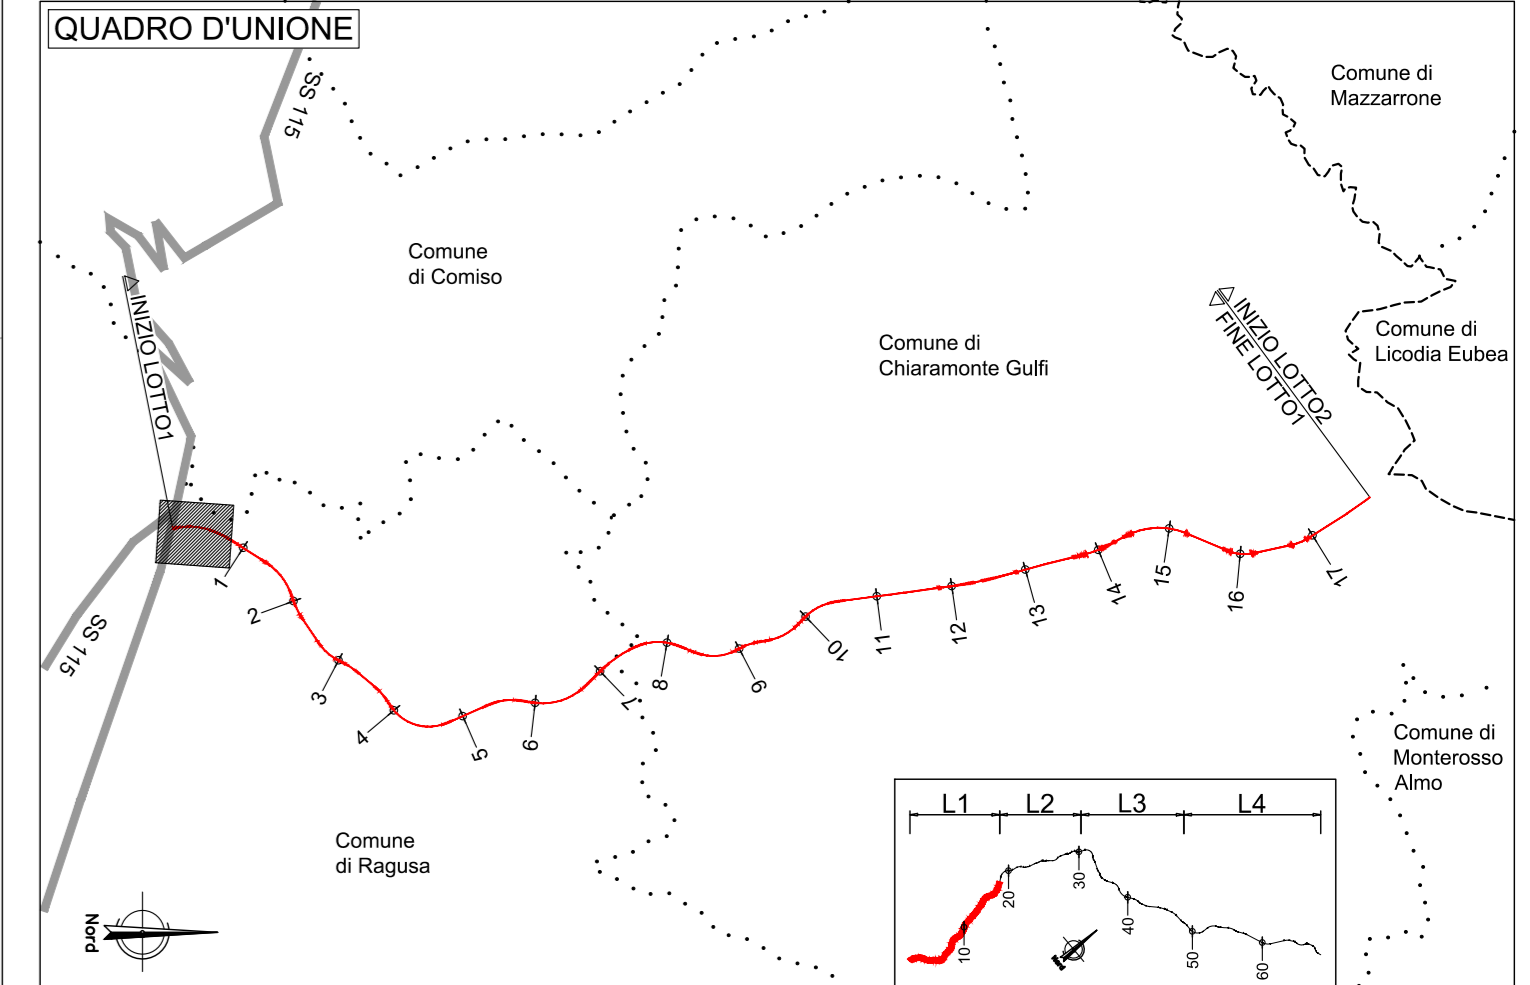 QUADRO D'UNIONE
SS 115
Comune di
Mazzarrone
Comune
di Comiso
INIZIO LOTTO1
Comune di
Chiaramonte Gulfi
INIZIO LOTTO2
FINE LOTTO1
Comune di
Licodia Eubea
SS 115
1
2
3
4
5
6
7
8
9
10
11
12
13
14
15
16
17
Comune di
Monterosso
Almo
Comune
di Ragusa
Nord
L1 L2 L3 L4
10
20
30
40
50
60
Nord